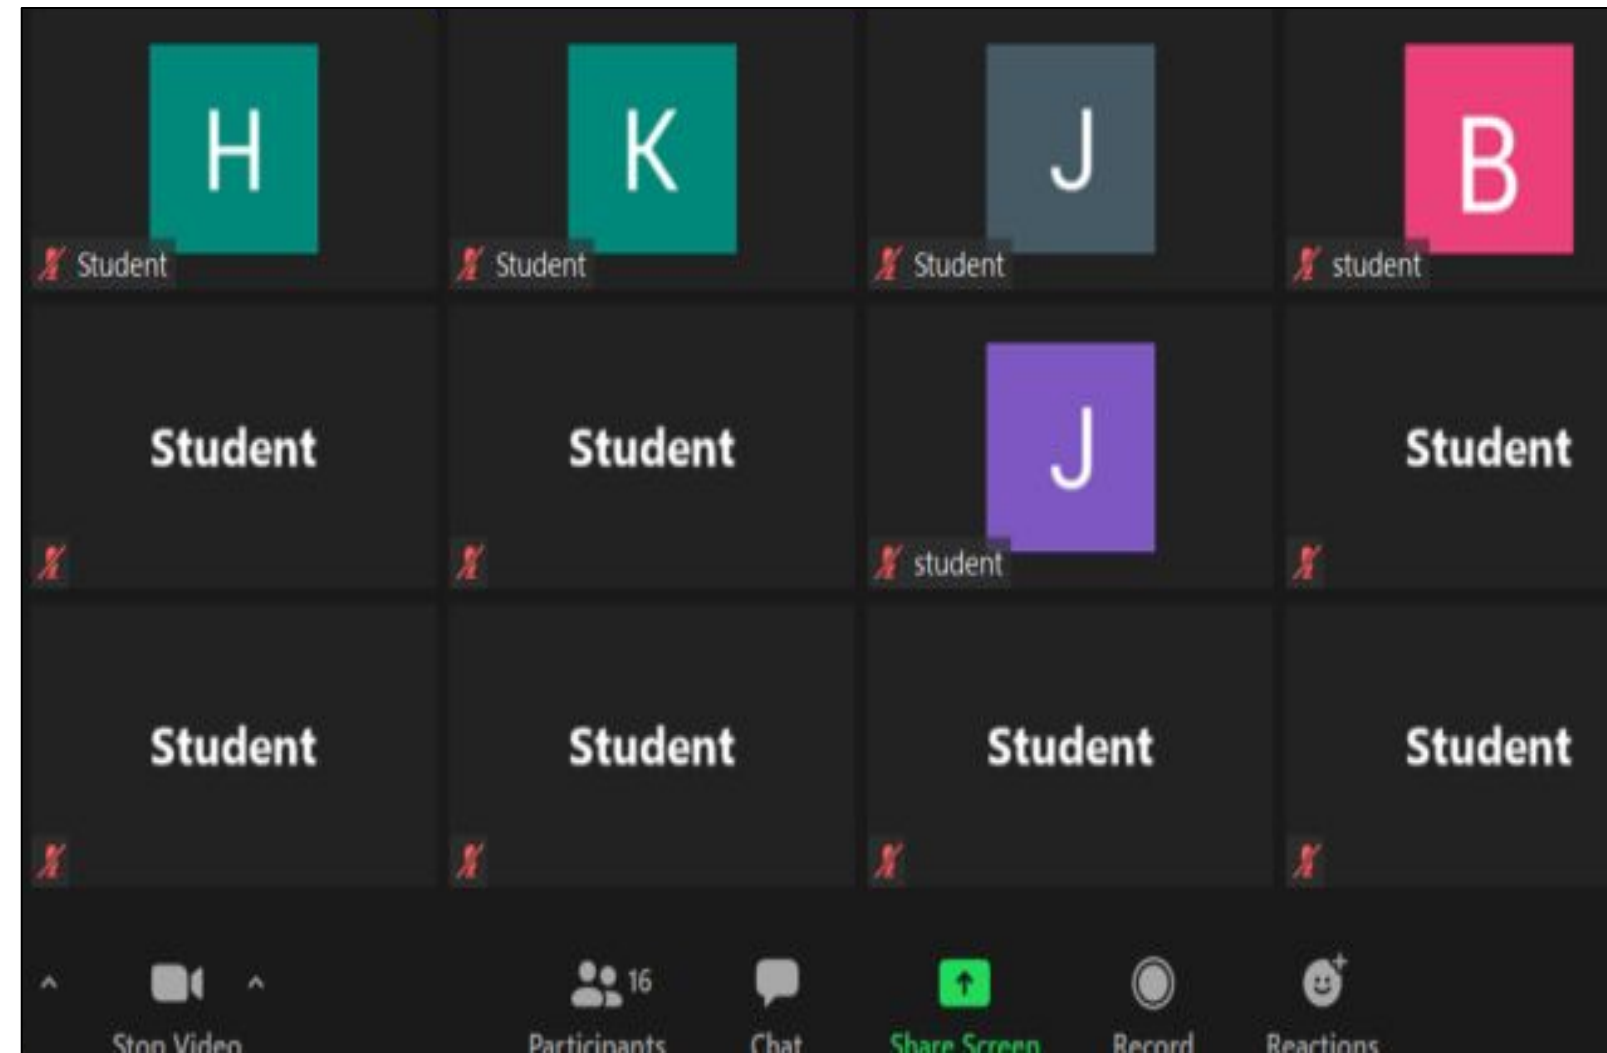 H K J B
Student Student Student student
Student Student J Student
student
Student Student Student Student
16
Stop Video Participants Chat Share Screen Record Reactions